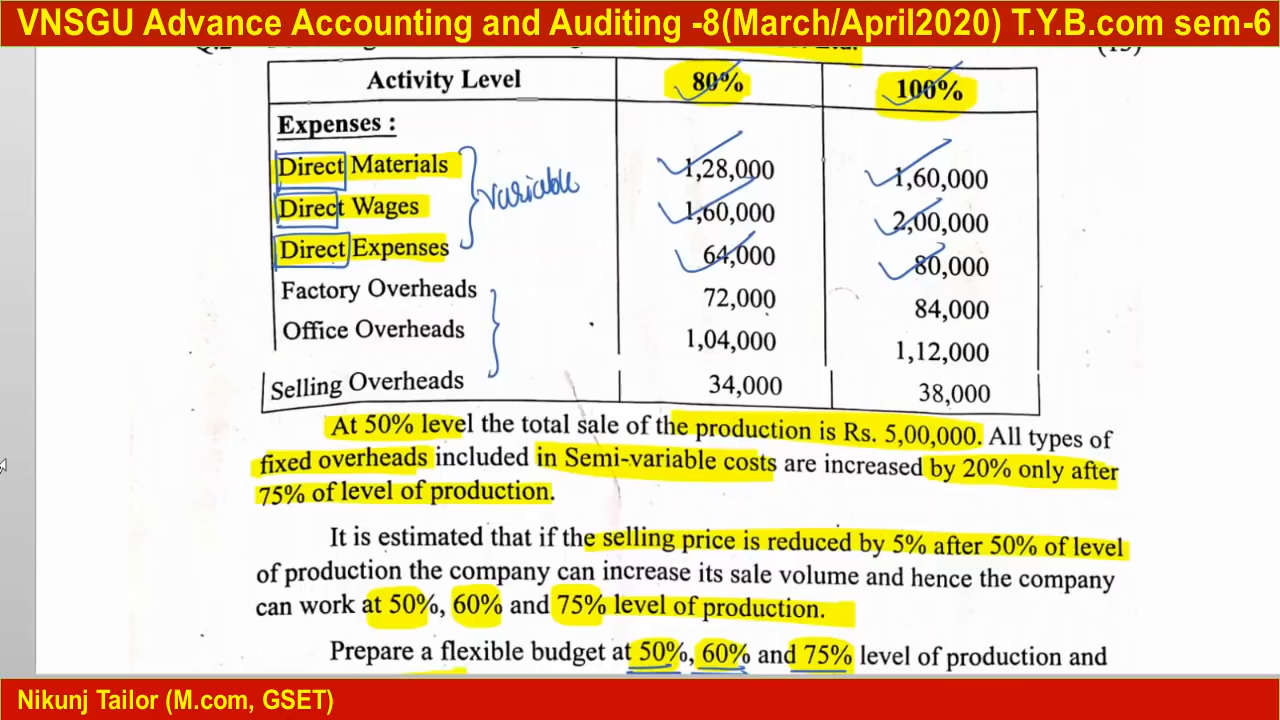 VNSGU Advance Accounting and Auditing -8(March/April2020) T.Y.B.com sem-6
Activity Level 80% 100%
Expenses :
Direct Materials 1,28,000 1,60,000
Direct Wages variable 1,60,000 2,00,000
Direct Expenses 64,000 80,000
Factory Overheads 72,000 84,000
Office Overheads 1,04,000 1,12,000
Selling Overheads 34,000 38,000
At 50% level the total sale of the production is Rs. 5,00,000. All types of
fixed overheads included in Semi-variable costs are increased by 20% only after
75% of level of production.
It is estimated that if the selling price is reduced by 5% after 50% of level
of production the company can increase its sale volume and hence the company
can work at 50%, 60% and 75% level of production.
Prepare a flexible budget at 50%, 60% and 75% level of production and
Nikunj Tailor (M.com, GSET)